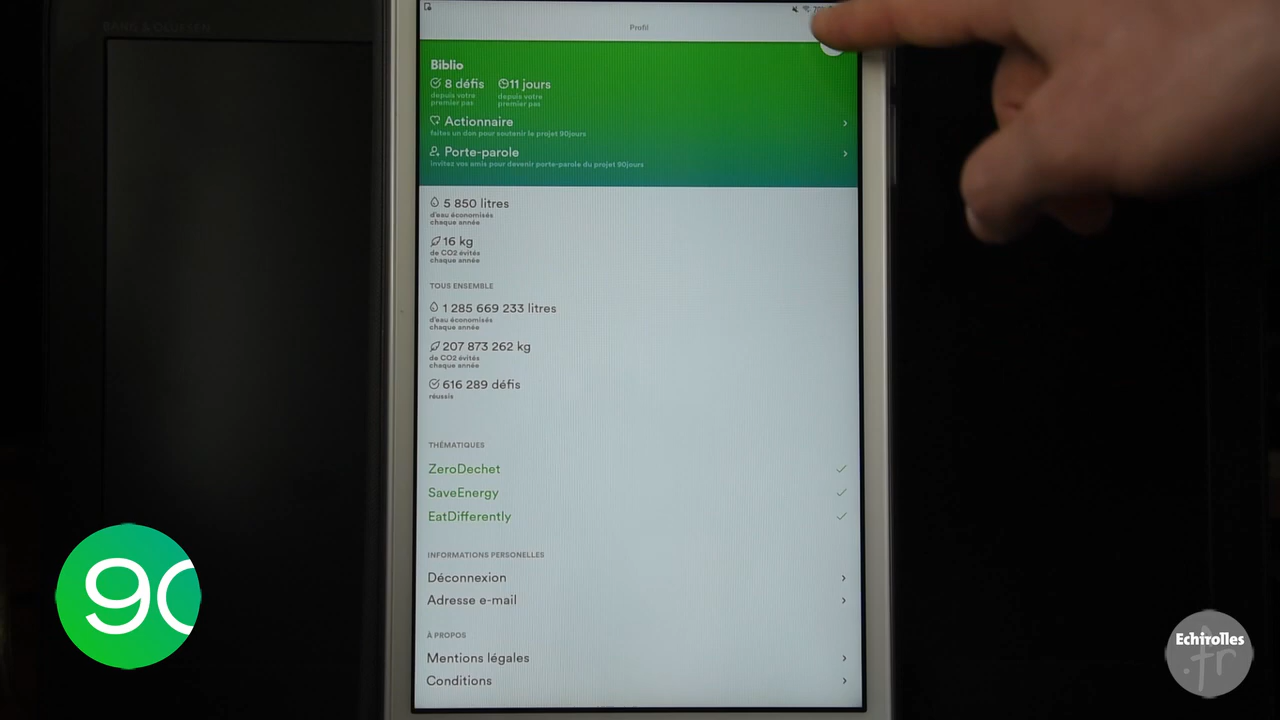 BANG & OLUFSEN
Profil
Biblio
8 défis
depuis votre
premier pas
11 jours
depuis votre
premier pas
Actionnaire
faites un don pour soutenir le projet 90jours
Porte-parole
invitez vos amis pour devenir porte-parole du projet 90jours
5 850 litres
d'eau économisés
chaque année
16 kg
de CO2 évités
chaque année
TOUS ENSEMBLE
1 285 669 233 litres
d'eau économisés
chaque année
207 873 262 kg
de CO2 évités
chaque année
616 289 défis
réussis
THÉMATIQUES
ZeroDechet
SaveEnergy
EatDifferently
INFORMATIONS PERSONELLES
Déconnexion
Adresse e-mail
À PROPOS
Mentions légales
Conditions
90
Echirolles
.fr